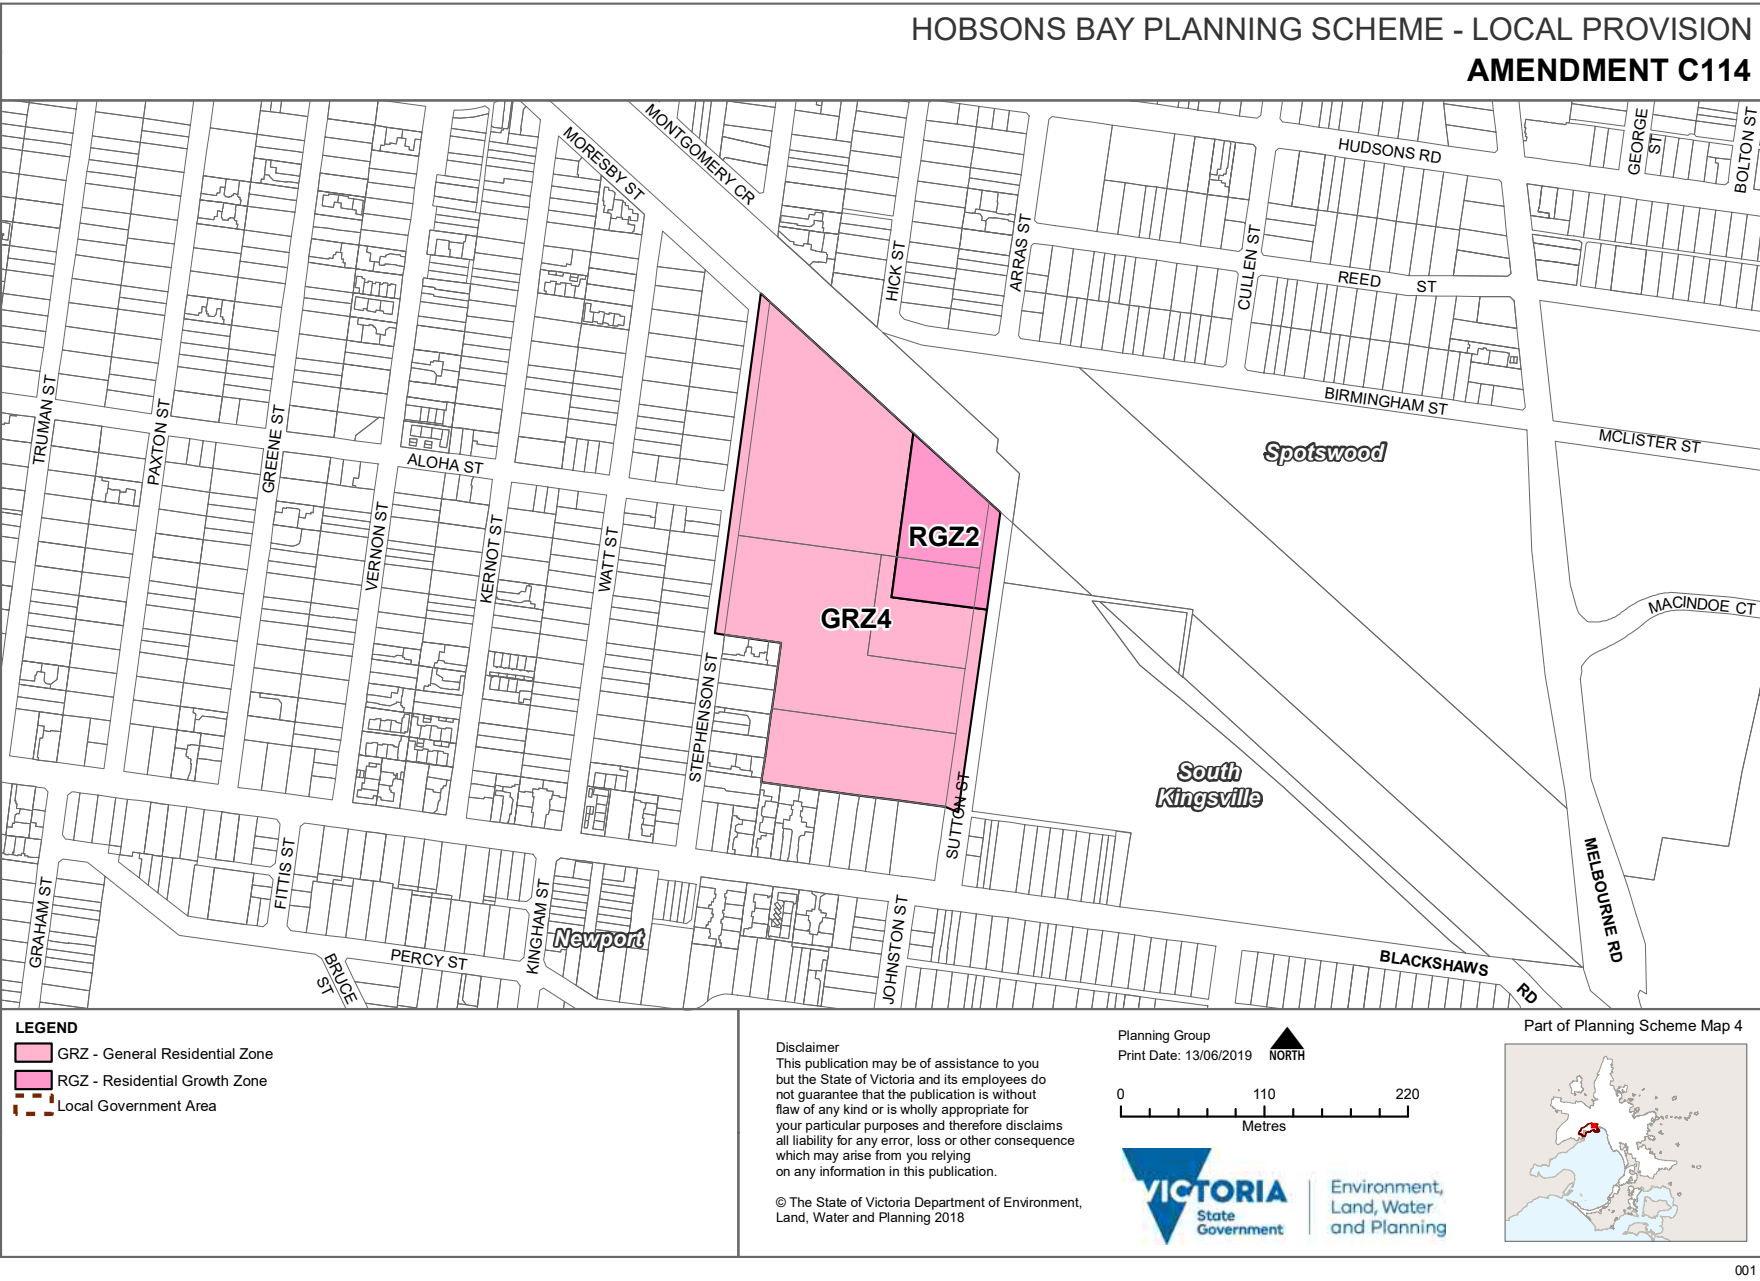 HOBSONS BAY PLANNING SCHEME - LOCAL PROVISION
AMENDMENT C114
MONTGOMERY CR
MORESBY ST
HUDSONS RD
GEORGE
ST
BOLTON ST
HICK ST
ARRAS ST
CULLEN ST
REED ST
BIRMINGHAM ST
MCLISTER ST
Spotswood
TRUMAN ST
PAXTON ST
GREENE ST
ALOHA ST
VERNON ST
KERNOT ST
WATT ST
RGZ2
GRZ4
MACINDOE CT
STEPHENSON ST
SUTTON ST
South
Kingsville
MELBOURNE RD
GRAHAM ST
FITTIS ST
KINGHAM ST
Newport
JOHNSTON ST
PERCY ST
BRUCE
ST
BLACKSHAWS
RD
LEGEND
GRZ - General Residential Zone
RGZ - Residential Growth Zone
Local Government Area
Disclaimer
This publication may be of assistance to you
but the State of Victoria and its employees do
not guarantee that the publication is without
flaw of any kind or is wholly appropriate for
your particular purposes and therefore disclaims
all liability for any error, loss or other consequence
which may arise from you relying
on any information in this publication.
© The State of Victoria Department of Environment,
Land, Water and Planning 2018
Planning Group
Print Date: 13/06/2019
NORTH
0 110 220
Metres
VICTORIA
State
Government
Environment,
Land, Water
and Planning
Part of Planning Scheme Map 4
001